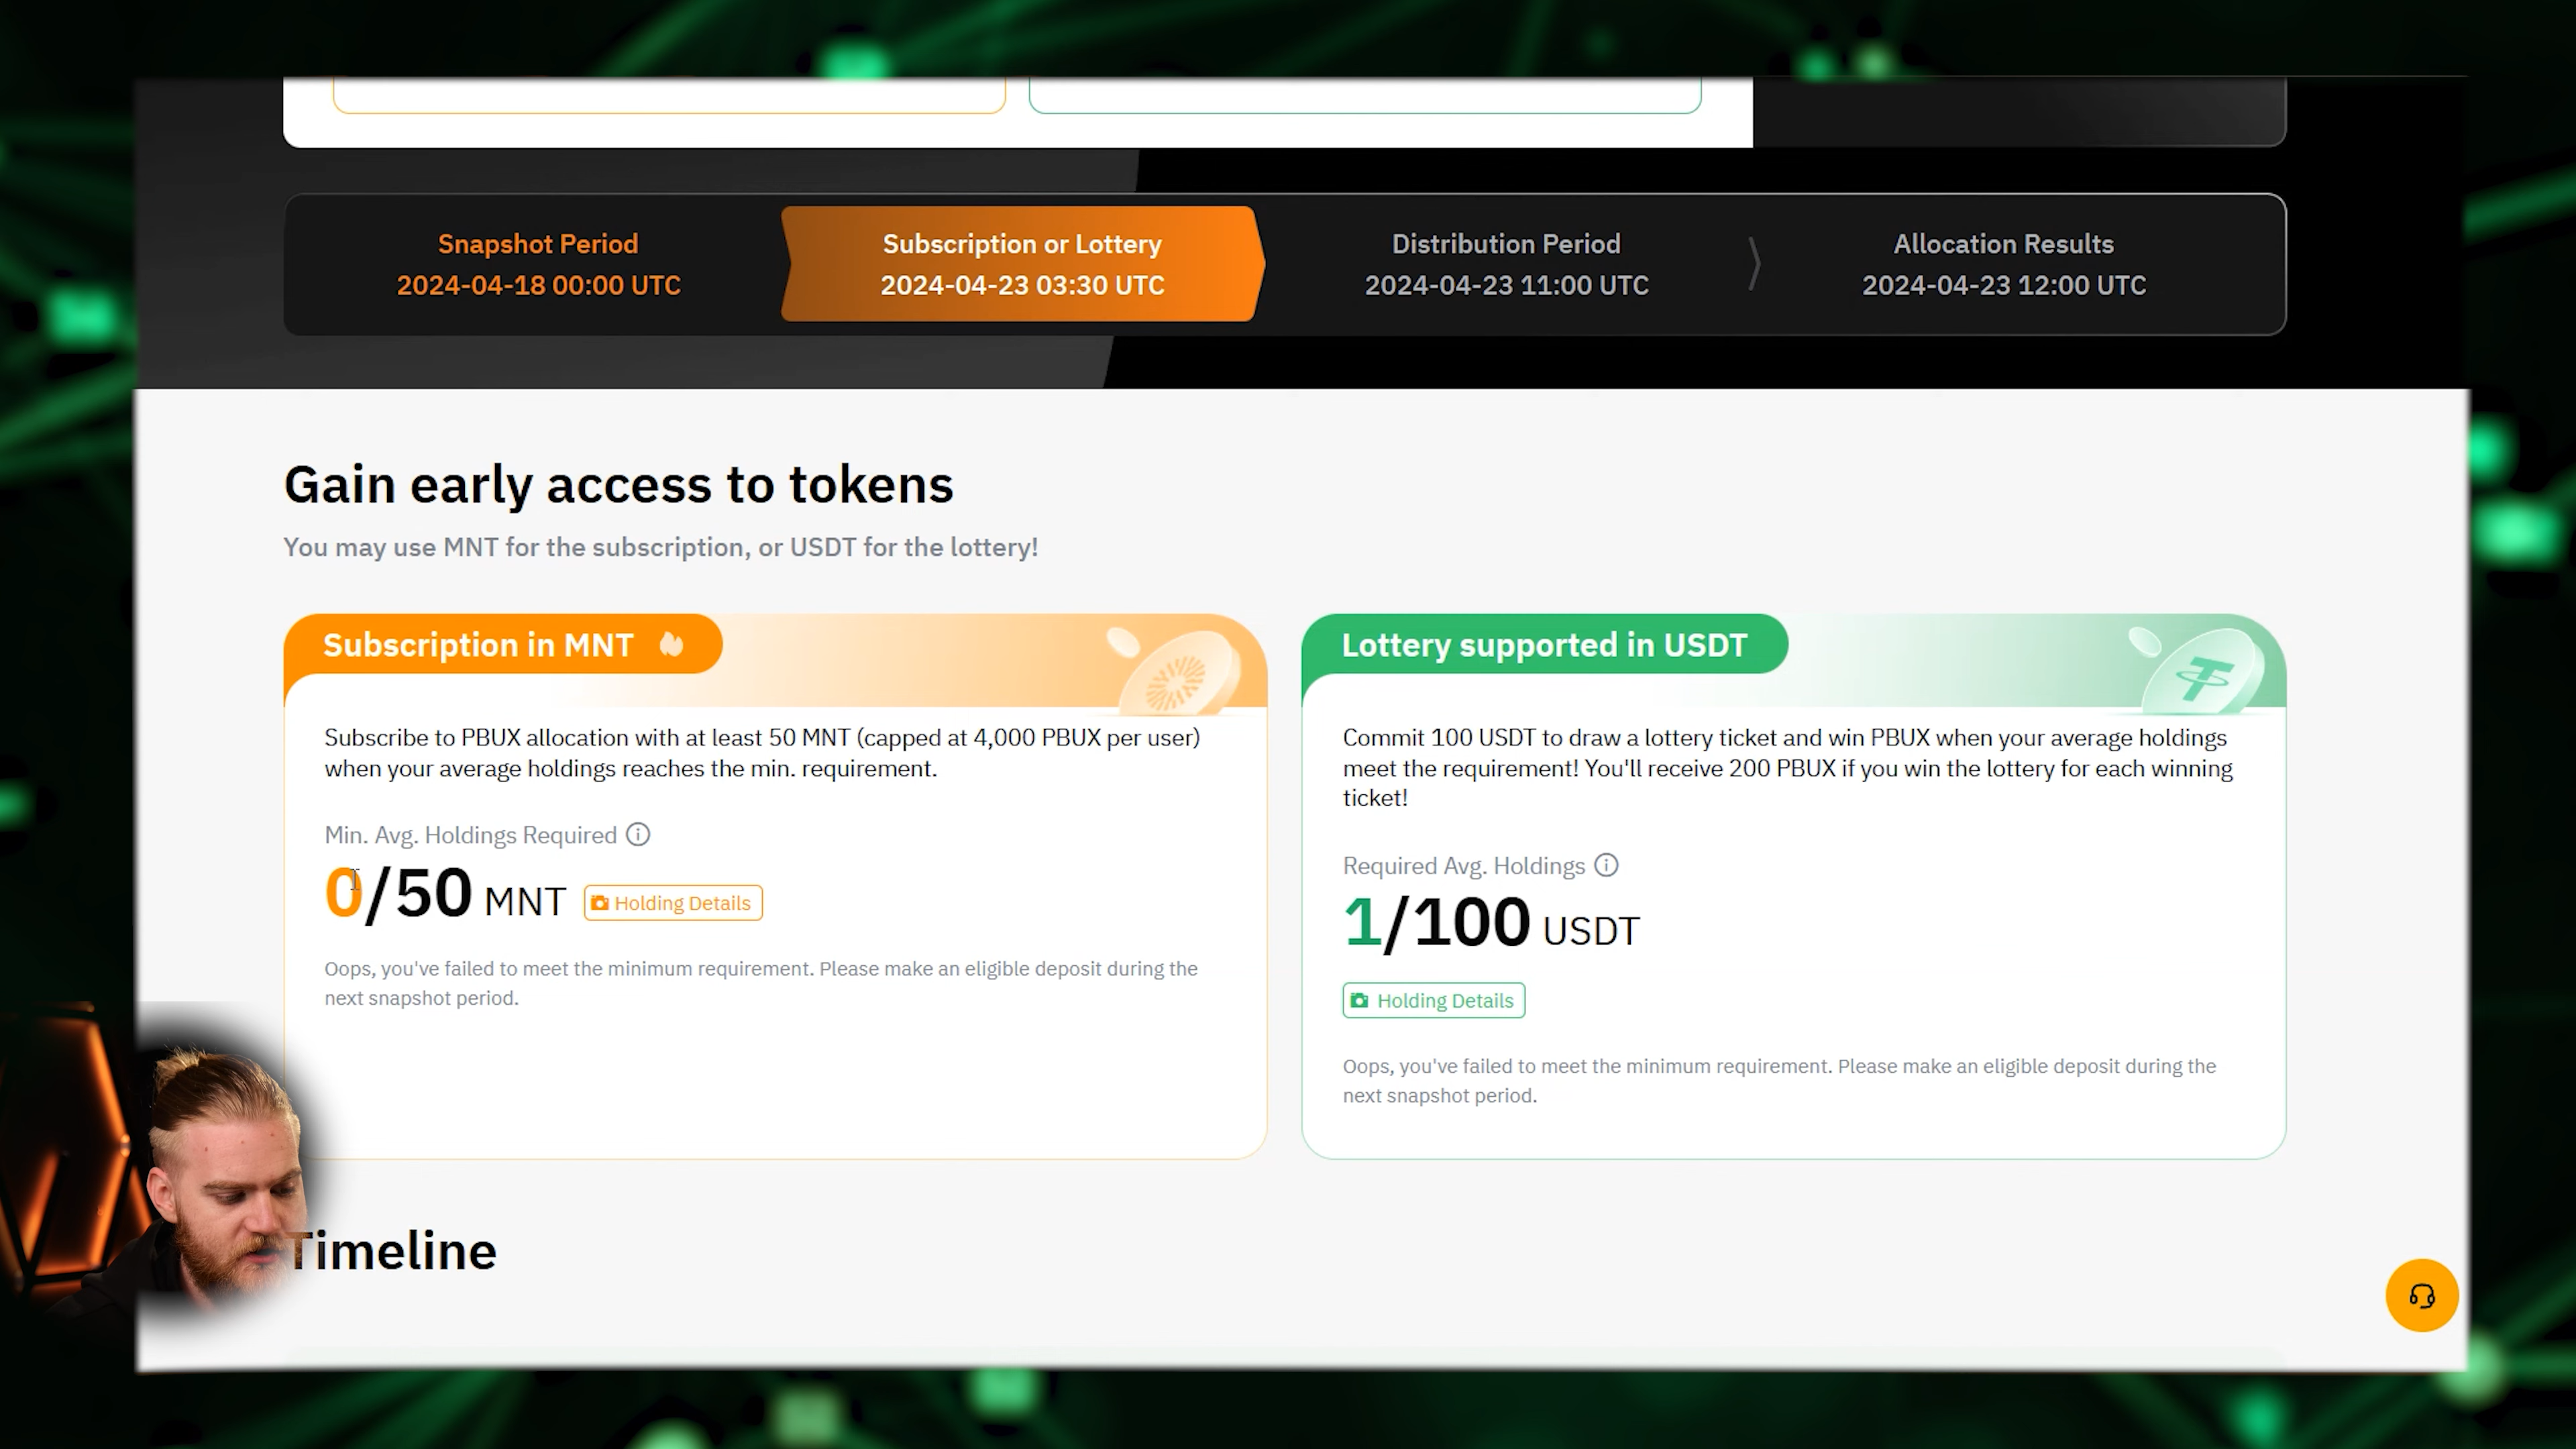 Snapshot Period
2024-04-18 00:00 UTC
Subscription or Lottery
2024-04-23 03:30 UTC
Distribution Period
2024-04-23 11:00 UTC
Allocation Results
2024-04-23 12:00 UTC
Gain early access to tokens
You may use MNT for the subscription, or USDT for the lottery!
Subscription in MNT
Subscribe to PBUX allocation with at least 50 MNT (capped at 4,000 PBUX per user)
when your average holdings reaches the min. requirement.
Min. Avg. Holdings Required
0/50 MNT
Holding Details
Oops, you've failed to meet the minimum requirement. Please make an eligible deposit during the
next snapshot period.
Lottery supported in USDT
Commit 100 USDT to draw a lottery ticket and win PBUX when your average holdings
meet the requirement! You'll receive 200 PBUX if you win the lottery for each winning
ticket!
Required Avg. Holdings
1/100 USDT
Holding Details
Oops, you've failed to meet the minimum requirement. Please make an eligible deposit during the
next snapshot period.
Timeline